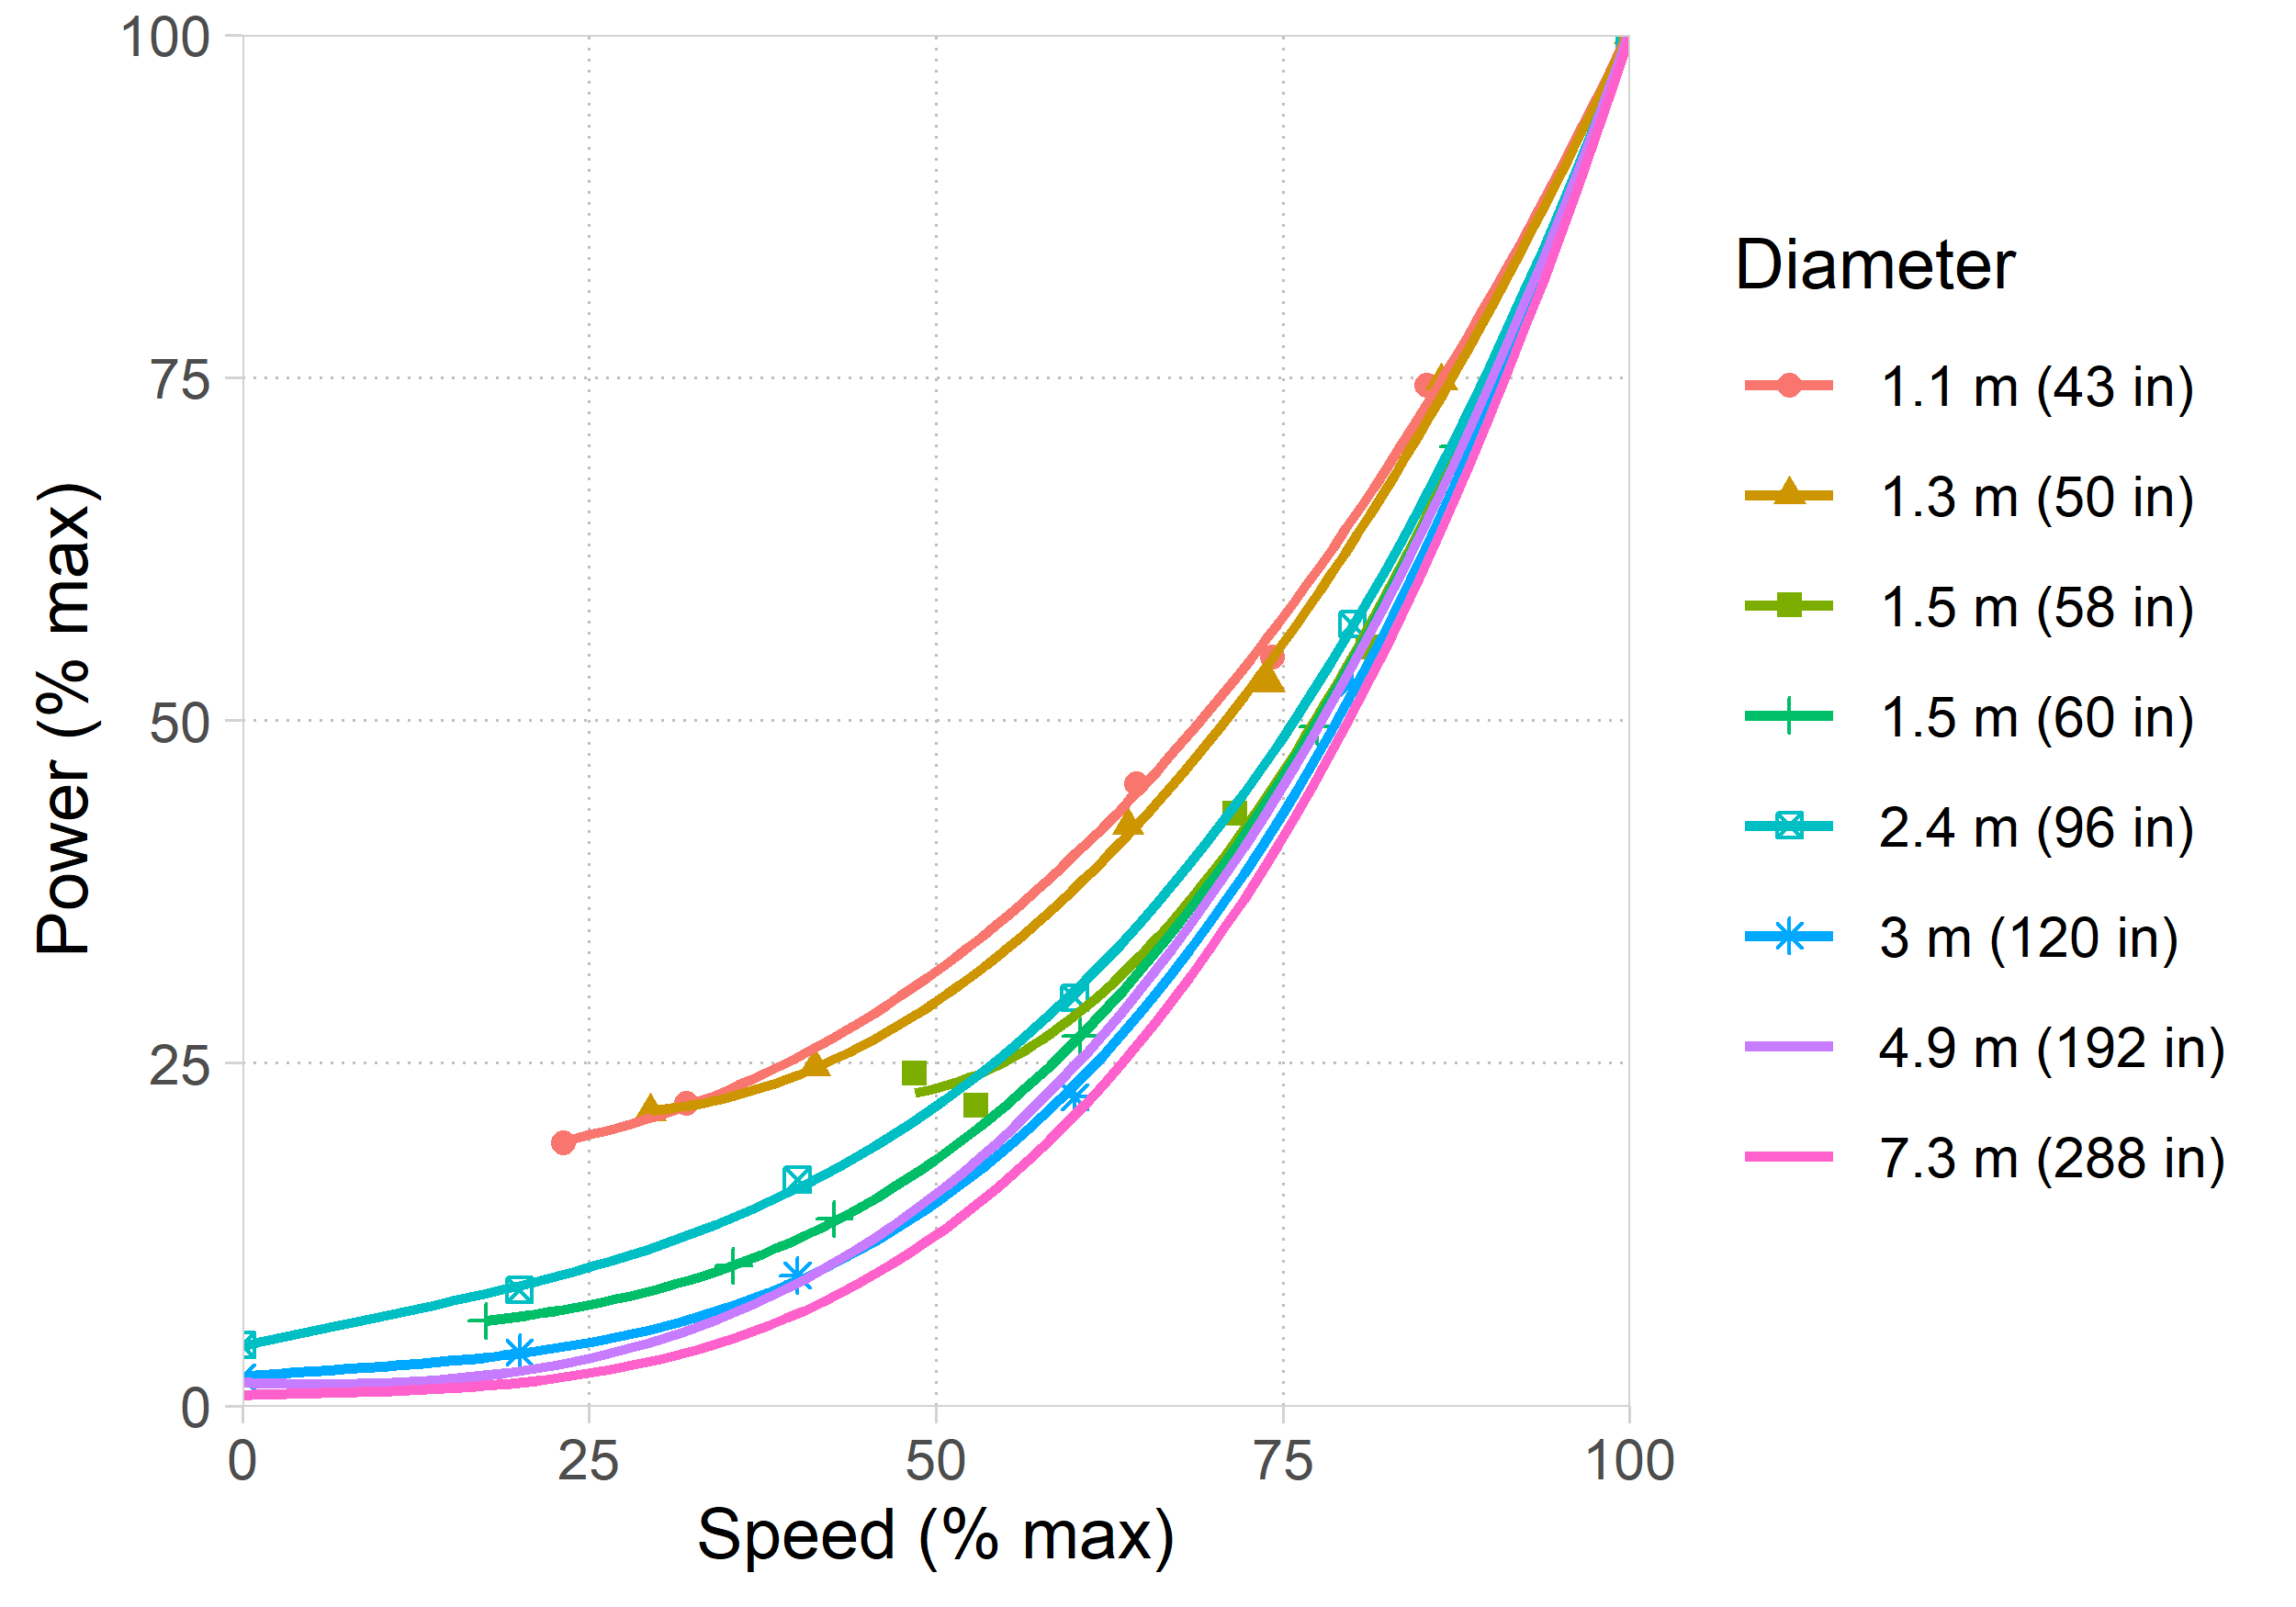 100
75
50
25
0
Power (% max)
0 25 50 75 100
Speed (% max)
Diameter
1.1 m (43 in)
1.3 m (50 in)
1.5 m (58 in)
1.5 m (60 in)
2.4 m (96 in)
3 m (120 in)
4.9 m (192 in)
7.3 m (288 in)